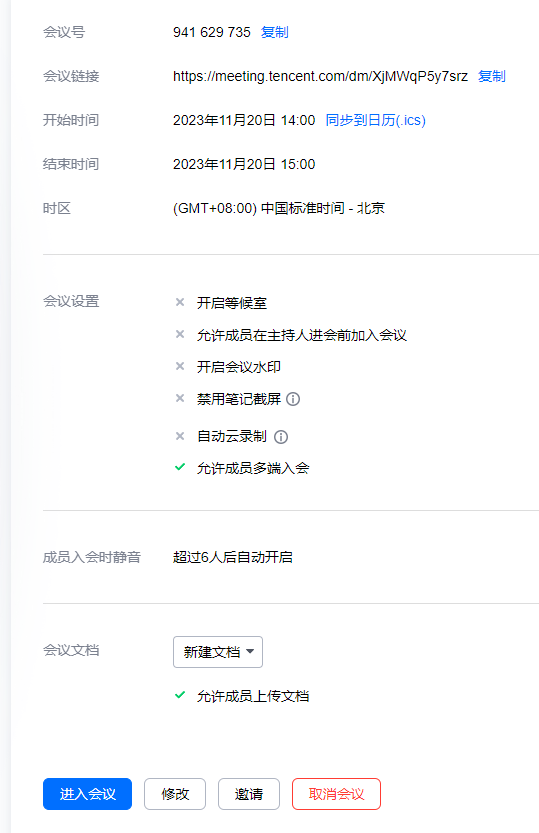 会议号 941 629 735 复制
会议链接 https://meeting.tencent.com/dm/XjMWqP5y7srz 复制
开始时间 2023年11月20日 14:00 同步到日历(.ics)
结束时间 2023年11月20日 15:00
时区 (GMT+08:00) 中国标准时间 - 北京
会议设置 开启等候室
允许成员在主持人进会前加入会议
开启会议水印
禁用笔记截屏
自动云录制
允许成员多端入会
成员入会时静音 超过6人后自动开启
会议文档 新建文档
允许成员上传文档
进入会议 修改 邀请 取消会议